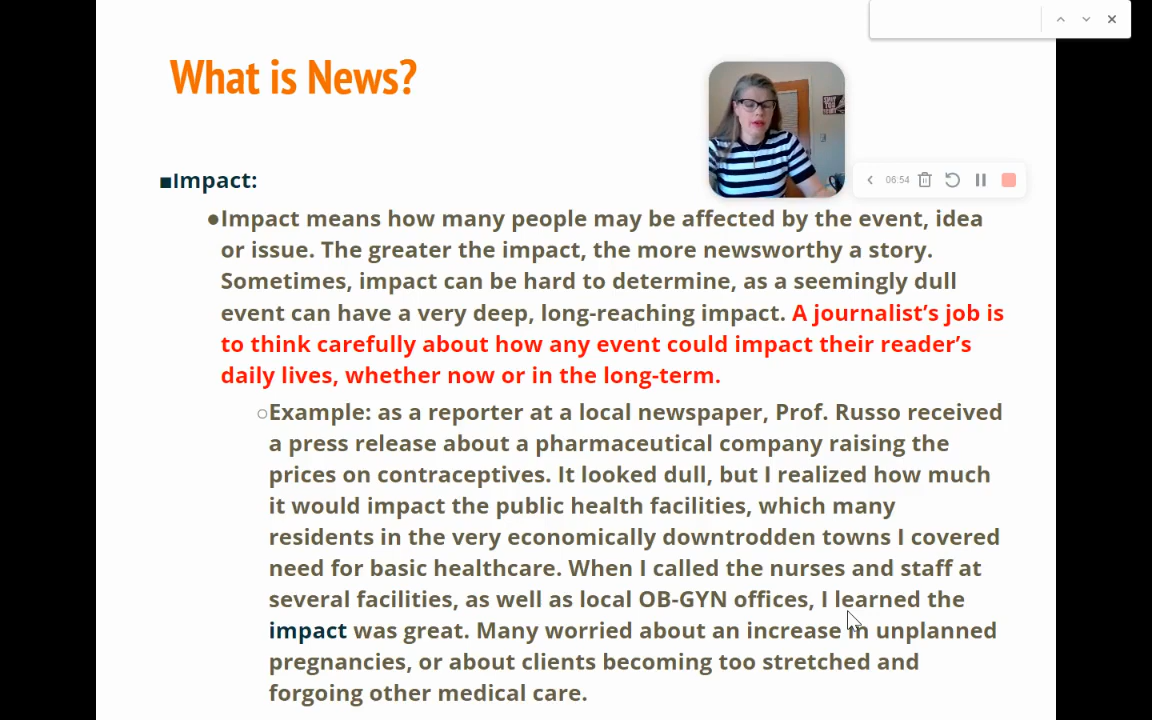 What is News?
06:54
■Impact:
●Impact means how many people may be affected by the event, idea
or issue. The greater the impact, the more newsworthy a story.
Sometimes, impact can be hard to determine, as a seemingly dull
event can have a very deep, long-reaching impact. A journalist’s job is
to think carefully about how any event could impact their reader’s
daily lives, whether now or in the long-term.
○Example: as a reporter at a local newspaper, Prof. Russo received
a press release about a pharmaceutical company raising the
prices on contraceptives. It looked dull, but I realized how much
it would impact the public health facilities, which many
residents in the very economically downtrodden towns I covered
need for basic healthcare. When I called the nurses and staff at
several facilities, as well as local OB-GYN offices, I learned the
impact was great. Many worried about an increase in unplanned
pregnancies, or about clients becoming too stretched and
forgoing other medical care.